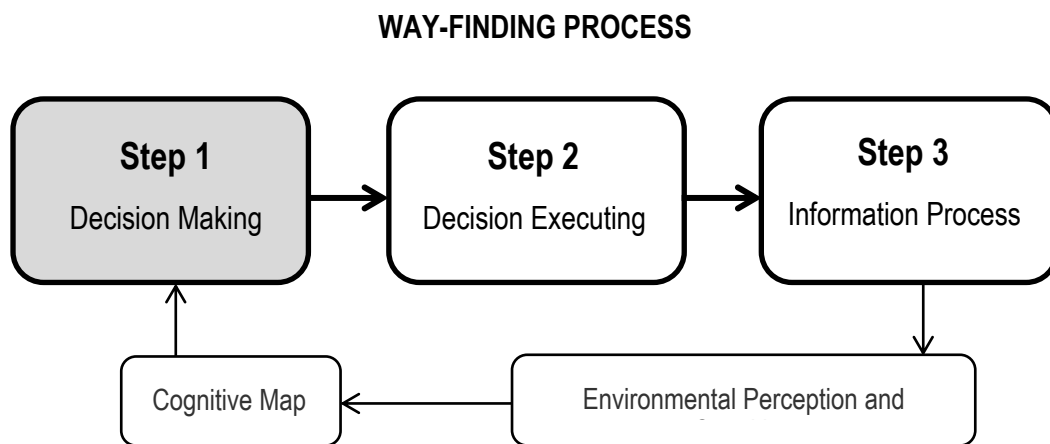 WAY-FINDING PROCESS
Step 1
Decision Making
Step 2
Decision Executing
Step 3
Information Process
Cognitive Map
Environmental Perception and